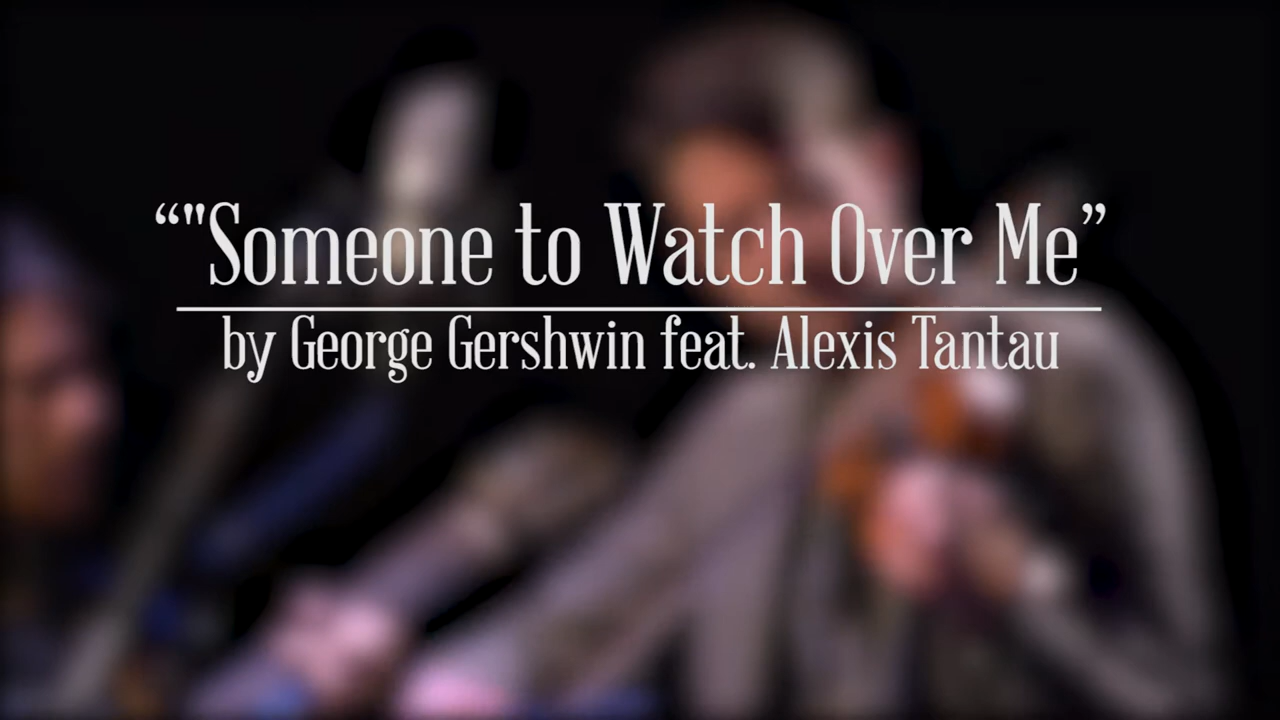 “"Someone to Watch Over Me”
by George Gershwin feat. Alexis Tantau